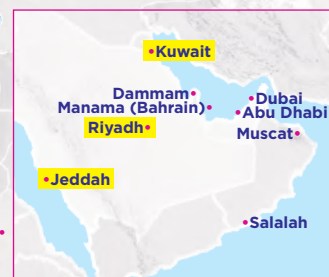 Kuwait
Dammam
Manama (Bahrain)
Dubai
Abu Dhabi
Riyadh
Muscat
Jeddah
Salalah